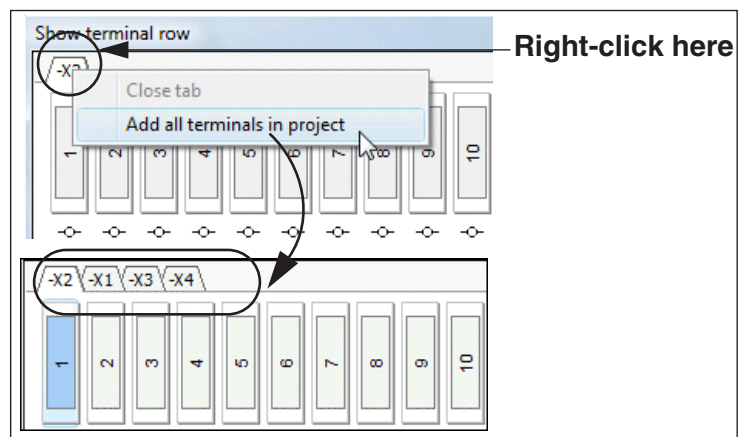 Show terminal row
Right-click here
-X2
Close tab
Add all terminals in project
1 2 3 4 5 6 7 8 9 10
-X2 -X1 -X3 -X4
1 2 3 4 5 6 7 8 9 10